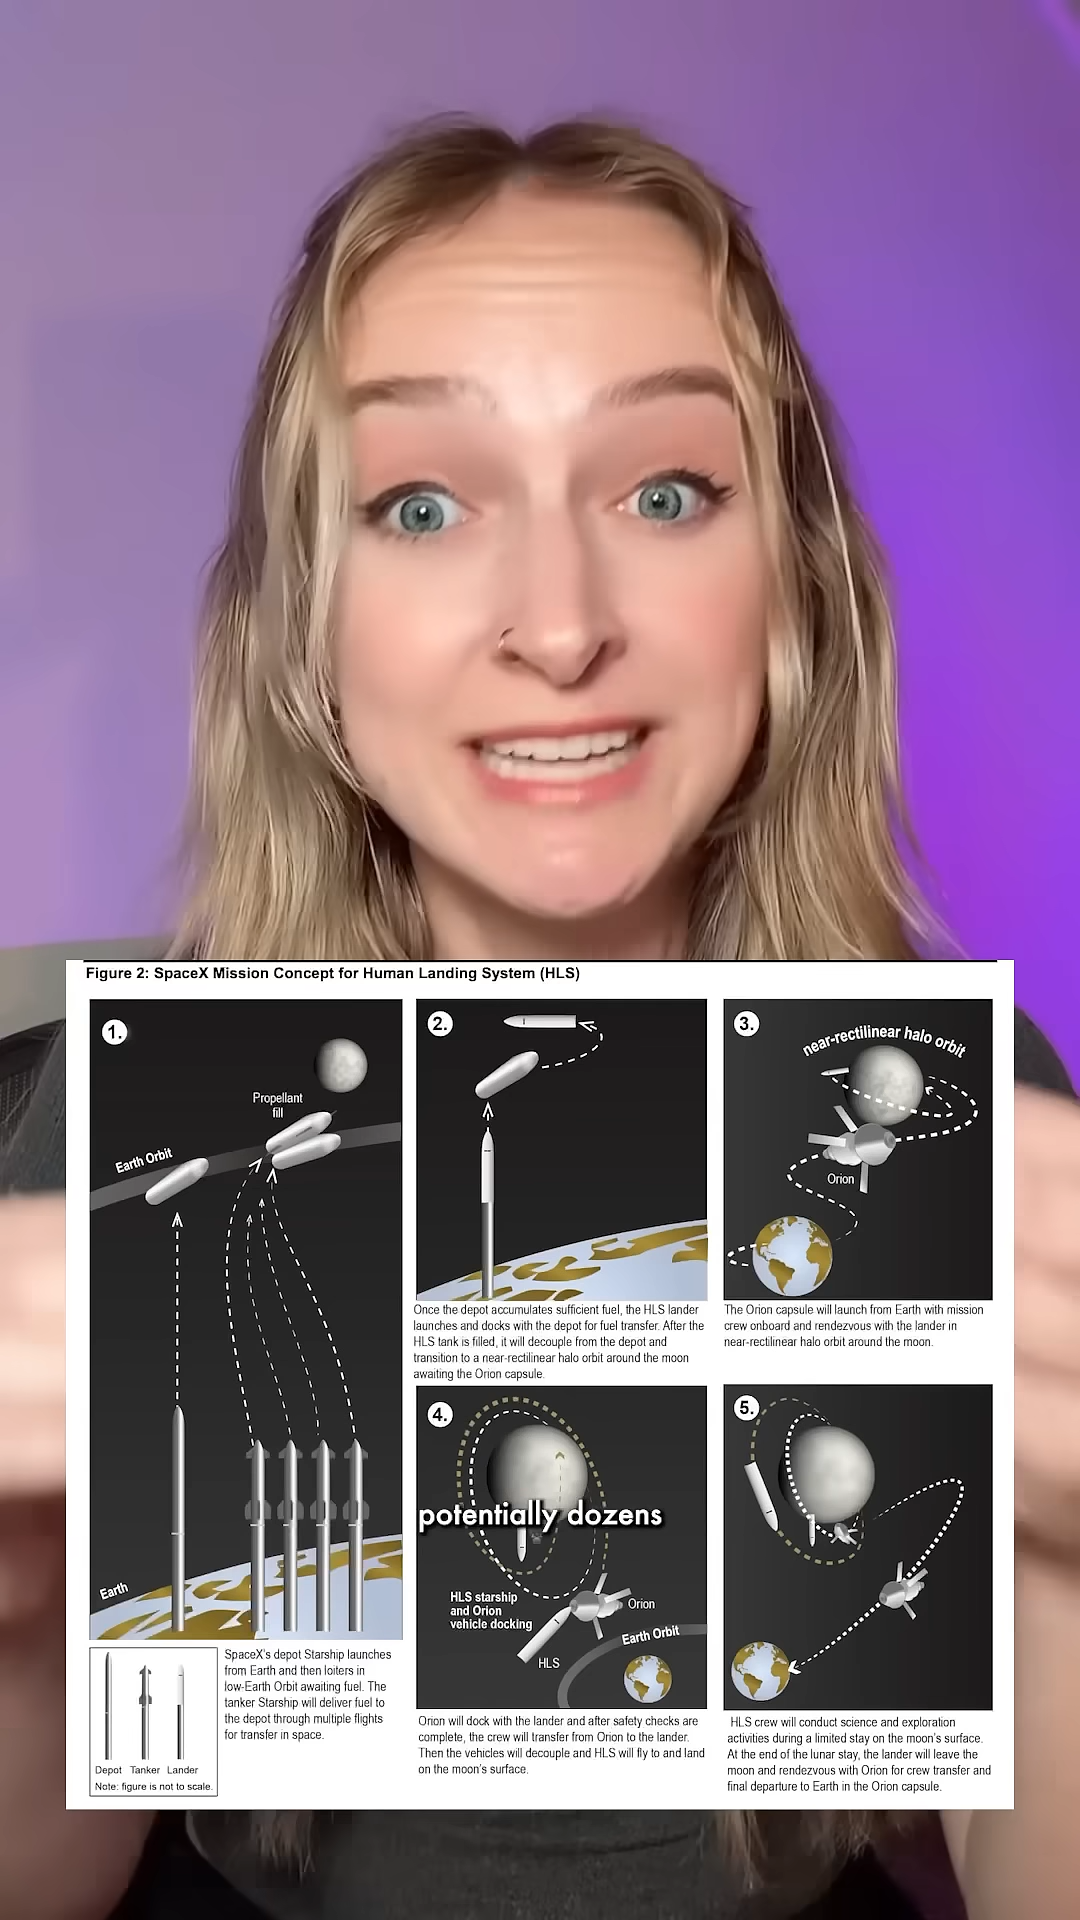 Figure 2: SpaceX Mission Concept for Human Landing System (HLS)
1.
Propellant
fill
Earth Orbit
Earth
Depot Tanker Lander
Note: figure is not to scale.
SpaceX's depot Starship launches
from Earth and then loiters in
low-Earth Orbit awaiting fuel. The
tanker Starship will deliver fuel to
the depot through multiple flights
for transfer in space.
2.
Once the depot accumulates sufficient fuel, the HLS lander
launches and docks with the depot for fuel transfer. After the
HLS tank is filled, it will decouple from the depot and
transition to a near-rectilinear halo orbit around the moon
awaiting the Orion capsule.
3.
near-rectilinear halo orbit
Orion
The Orion capsule will launch from Earth with mission
crew onboard and rendezvous with the lander in
near-rectilinear halo orbit around the moon.
4.
potentially dozens
HLS starship
and Orion
vehicle docking
Orion
HLS
Earth Orbit
Orion will dock with the lander and after safety checks are
complete, the crew will transfer from Orion to the lander.
Then the vehicles will decouple and HLS will fly to and land
on the moon's surface.
5.
HLS crew will conduct science and exploration
activities during a limited stay on the moon's surface.
At the end of the lunar stay, the lander will leave the
moon and rendezvous with Orion for crew transfer and
final departure to Earth in the Orion capsule.